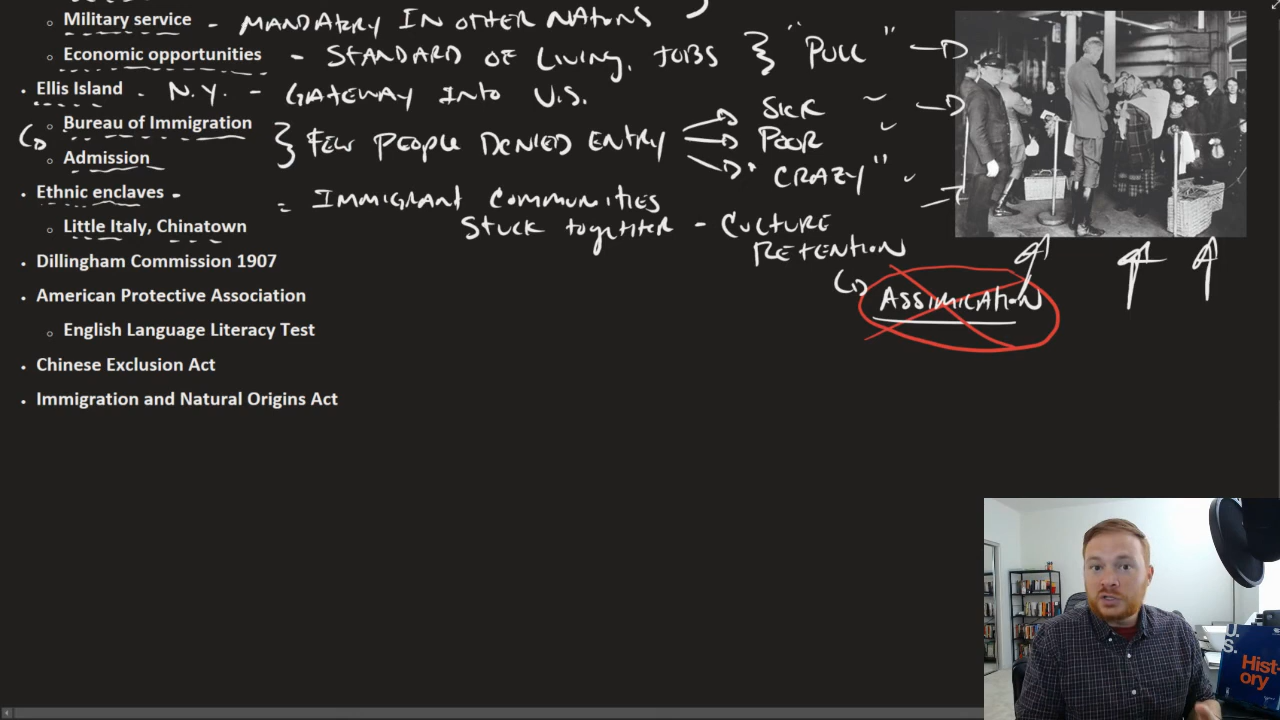 Military service - MANDATRY IN OTHER NATIONS
Economic opportunities - STANDARD OF LIVING, JOBS } "PULL"
Ellis Island - N.Y. - GATEWAY INTO U.S.
Bureau of Immigration
Admission
} FEW PEOPLE DENIED ENTRY
SICK
POOR
"CRAZY"
Ethnic enclaves - = IMMIGRANT COMMUNITIES
STUCK TOGETHER - CULTURE
RETENTION
Little Italy, Chinatown
ASSIMILATION
Dillingham Commission 1907
American Protective Association
English Language Literacy Test
Chinese Exclusion Act
Immigration and Natural Origins Act
U.
S.
Hist-
ory